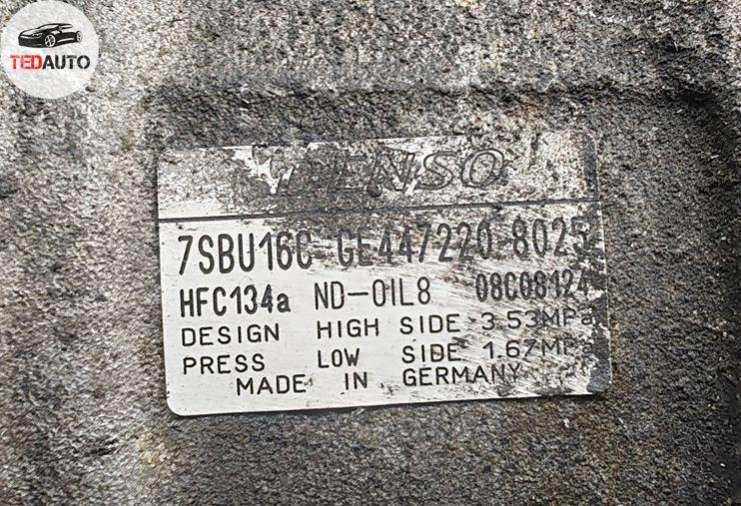 TEDAUTO
DENSO
7SBU16C GE447220-8025
HFC134a ND-OIL8 08C08124
DESIGN HIGH SIDE 3.53MPa
PRESS LOW SIDE 1.67MPa
MADE IN GERMANY